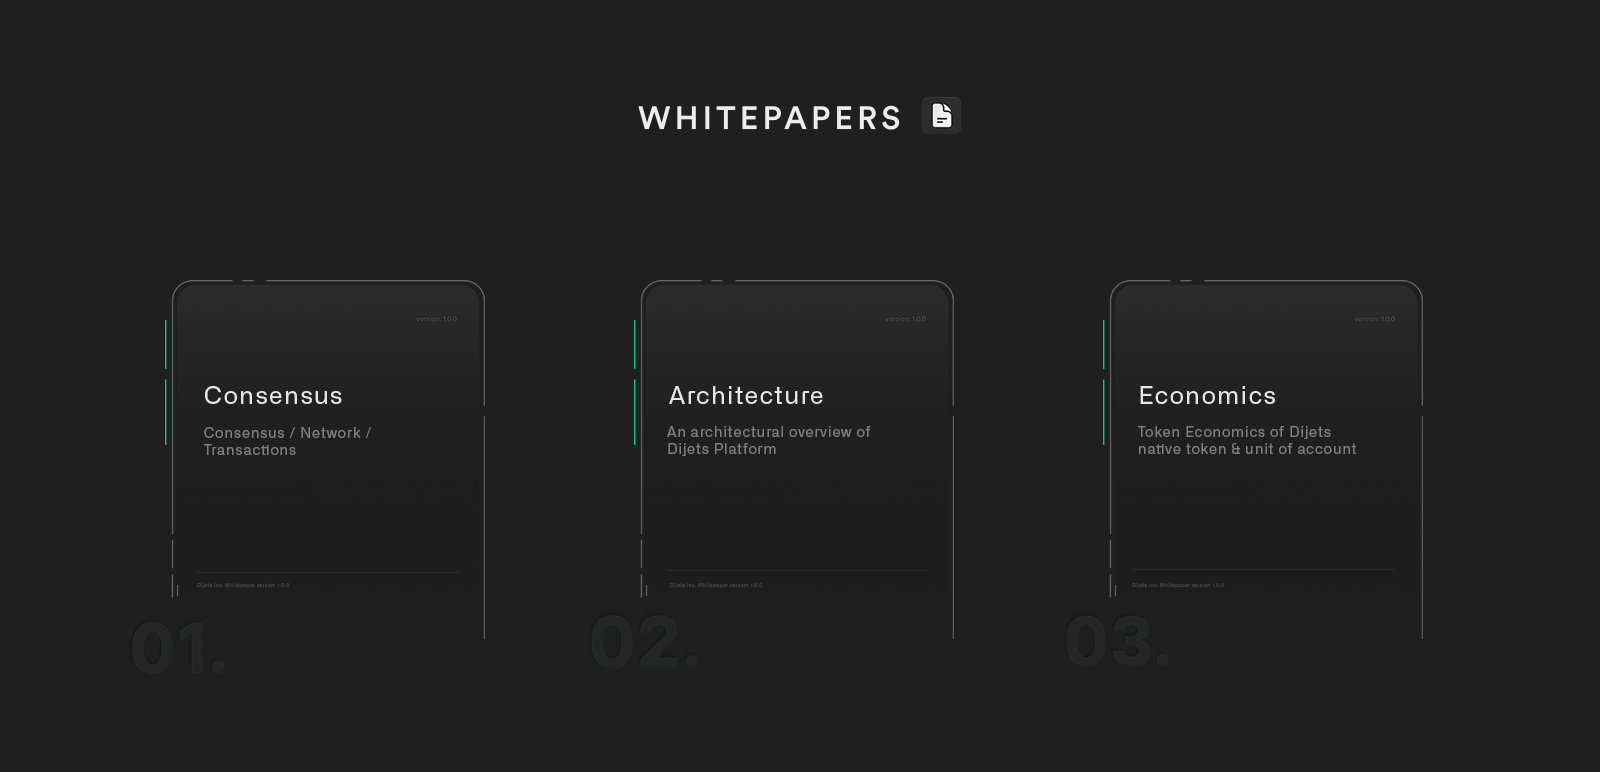 WHITEPAPERS
version: 1.0.0
Consensus
Consensus / Network /
Transactions
Dijets Inc. Whitepaper version 1.0.0
01.
version: 1.0.0
Architecture
An architectural overview of
Dijets Platform
Dijets Inc. Whitepaper version 1.0.0
02.
version: 1.0.0
Economics
Token Economics of Dijets
native token & unit of account
Dijets Inc. Whitepaper version 1.0.0
03.